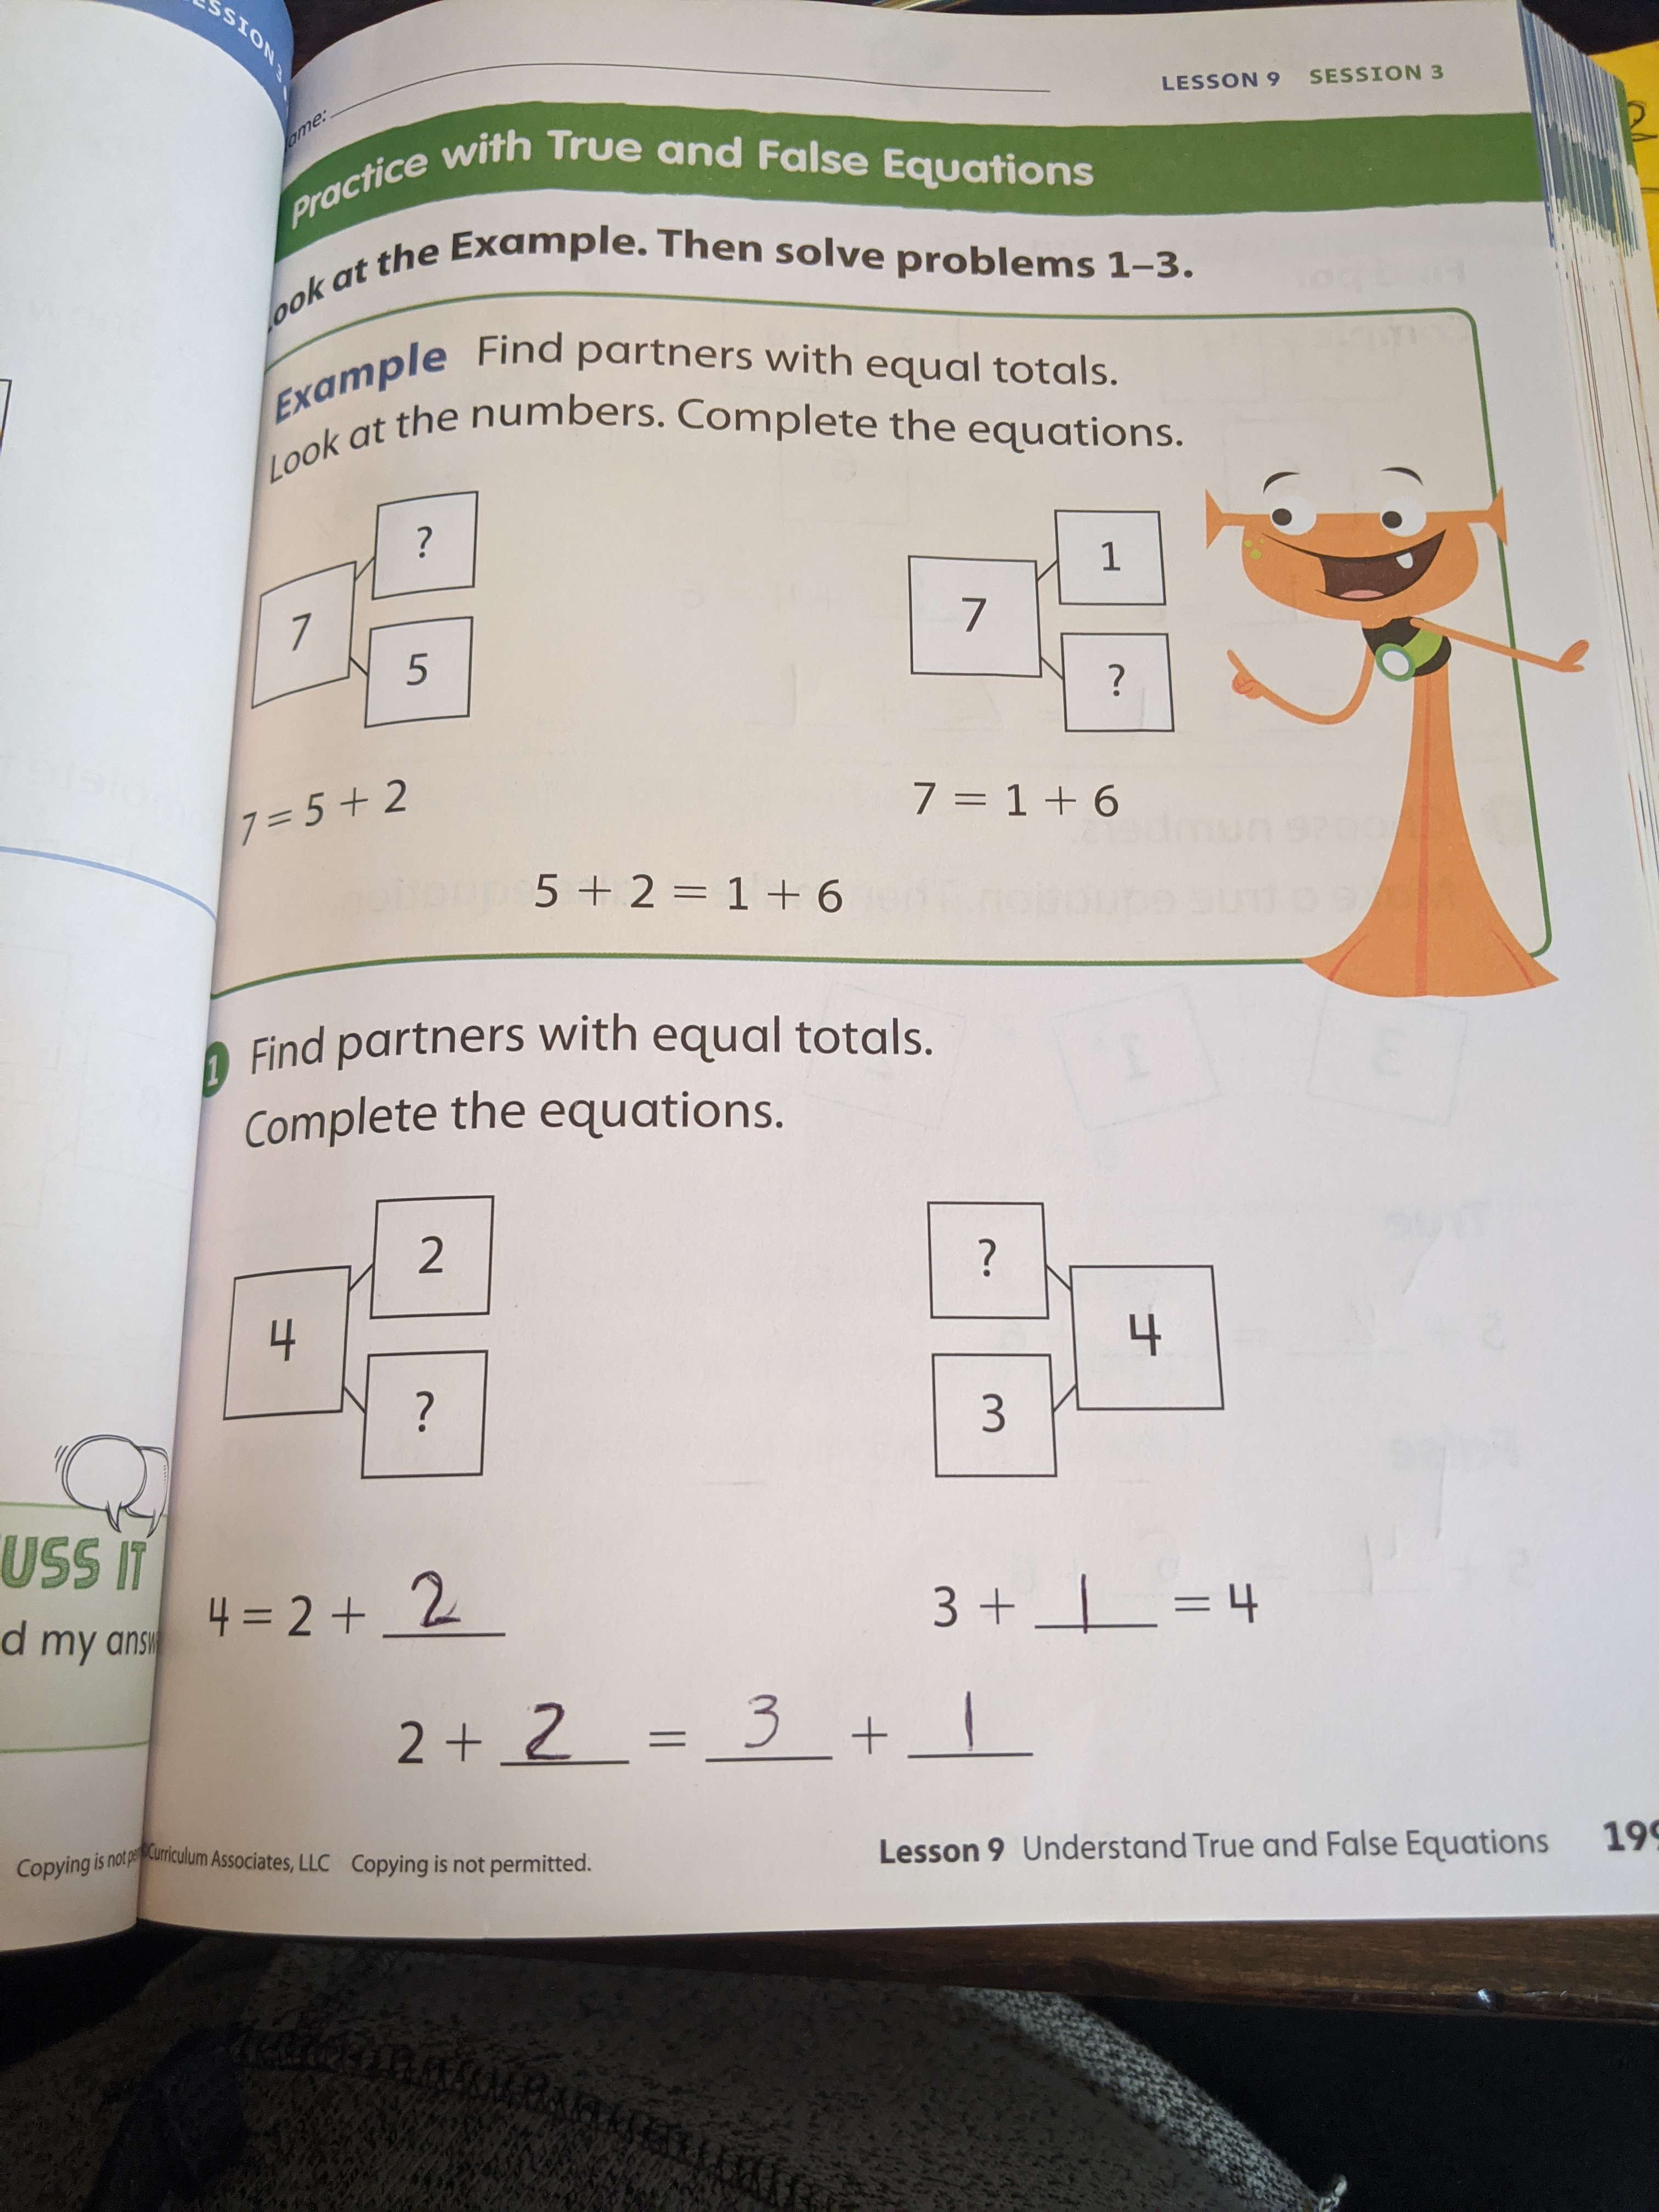 SSION 3
ame:
LESSON 9 SESSION 3
Practice with True and False Equations
ook at the Example. Then solve problems 1–3.
Example Find partners with equal totals.
Look at the numbers. Complete the equations.
?
7
5
1
7
?
7 = 5 + 2
7 = 1 + 6
5 + 2 = 1 + 6
1 Find partners with equal totals.
Complete the equations.
2
4
?
?
4
3
4 = 2 + 2
3 + 1 = 4
2 + 2 = 3 + 1
USS IT
d my answ
Copying is not per
Curriculum Associates, LLC Copying is not permitted.
Lesson 9 Understand True and False Equations 199
2